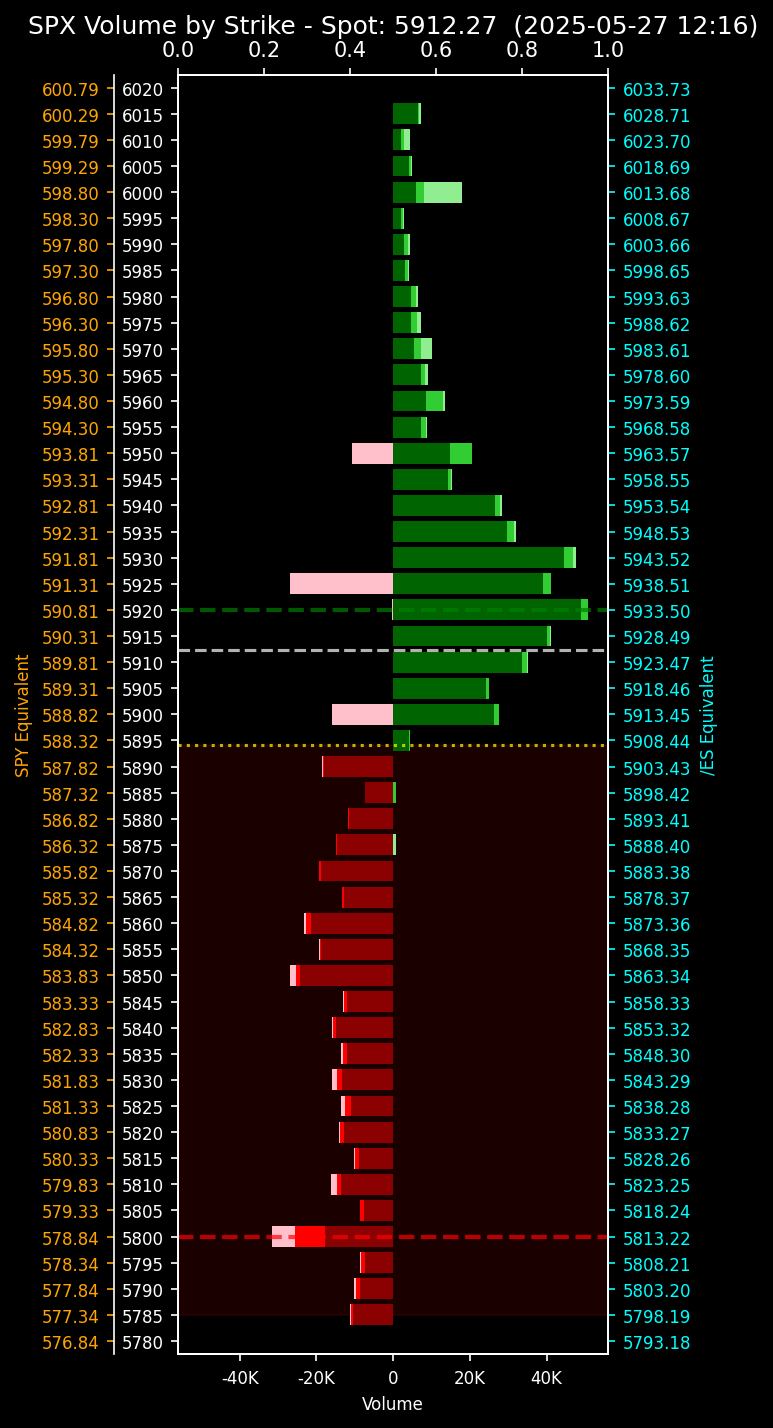 SPX Volume by Strike - Spot: 5912.27 (2025-05-27 12:16)
0.0 0.2 0.4 0.6 0.8 1.0
600.79 6020 6033.73
600.29 6015 6028.71
599.79 6010 6023.70
599.29 6005 6018.69
598.80 6000 6013.68
598.30 5995 6008.67
597.80 5990 6003.66
597.30 5985 5998.65
596.80 5980 5993.63
596.30 5975 5988.62
595.80 5970 5983.61
595.30 5965 5978.60
594.80 5960 5973.59
594.30 5955 5968.58
593.81 5950 5963.57
593.31 5945 5958.55
592.81 5940 5953.54
592.31 5935 5948.53
591.81 5930 5943.52
591.31 5925 5938.51
590.81 5920 5933.50
590.31 5915 5928.49
589.81 5910 5923.47
589.31 5905 5918.46
588.82 5900 5913.45
588.32 5895 5908.44
587.82 5890 5903.43
587.32 5885 5898.42
586.82 5880 5893.41
586.32 5875 5888.40
585.82 5870 5883.38
585.32 5865 5878.37
584.82 5860 5873.36
584.32 5855 5868.35
583.83 5850 5863.34
583.33 5845 5858.33
582.83 5840 5853.32
582.33 5835 5848.30
581.83 5830 5843.29
581.33 5825 5838.28
580.83 5820 5833.27
580.33 5815 5828.26
579.83 5810 5823.25
579.33 5805 5818.24
578.84 5800 5813.22
578.34 5795 5808.21
577.84 5790 5803.20
577.34 5785 5798.19
576.84 5780 5793.18
SPY Equivalent
/ES Equivalent
-40K -20K 0 20K 40K
Volume